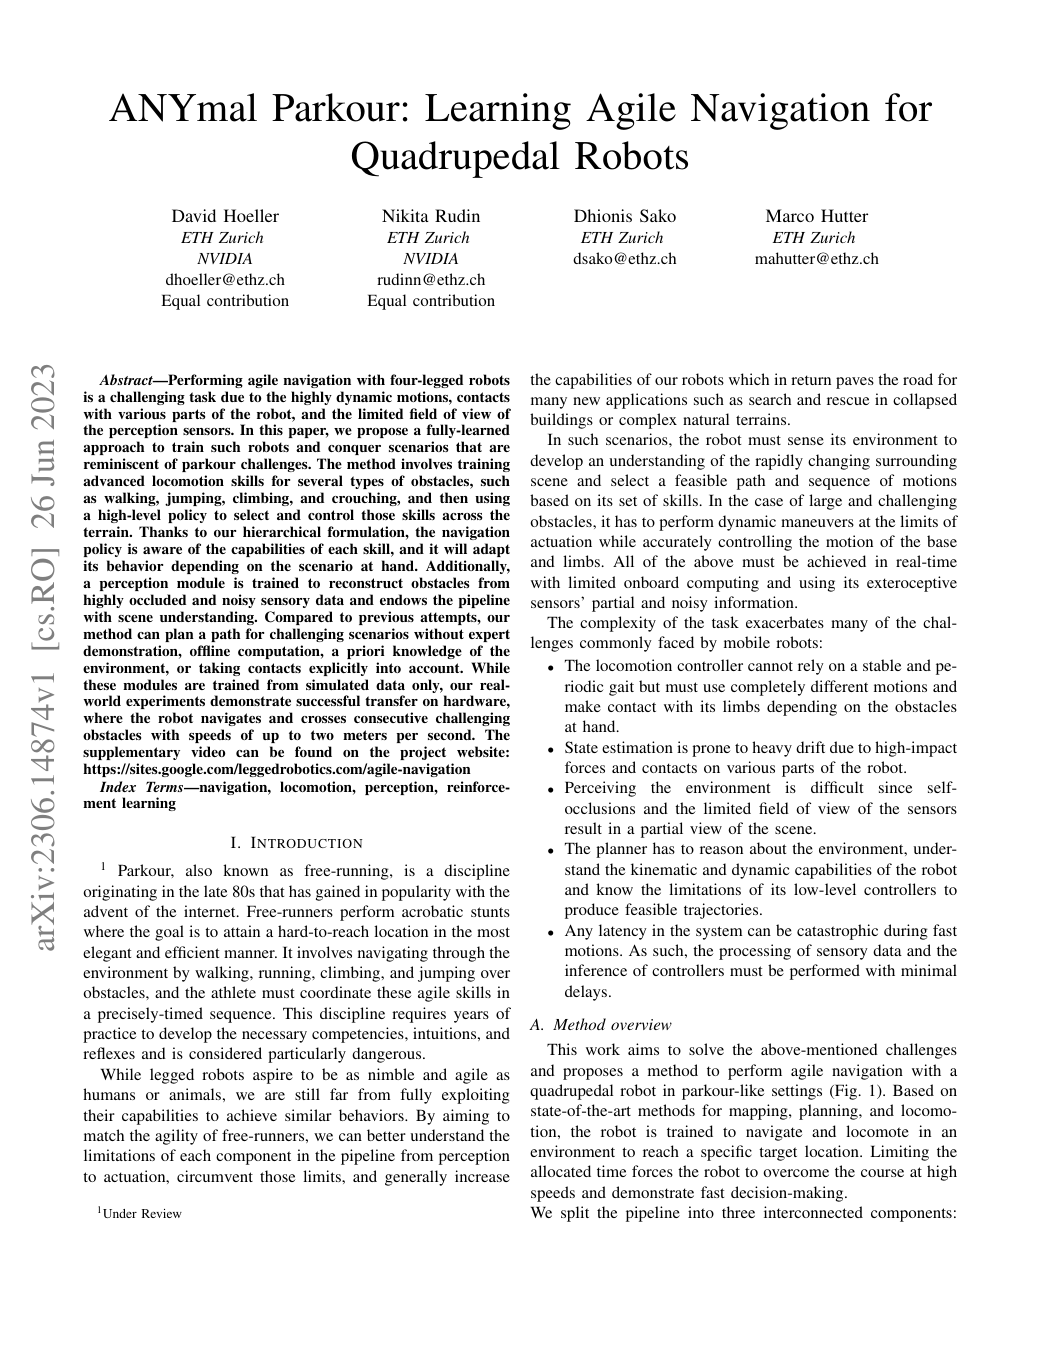 ANYmal Parkour: Learning Agile Navigation for
Quadrupedal Robots
David Hoeller
ETH Zurich
NVIDIA
dhoeller@ethz.ch
Equal contribution
Nikita Rudin
ETH Zurich
NVIDIA
rudinn@ethz.ch
Equal contribution
Dhionis Sako
ETH Zurich
dsako@ethz.ch
Marco Hutter
ETH Zurich
mahutter@ethz.ch
arXiv:2306.14874v1 [cs.RO] 26 Jun 2023
Abstract—Performing agile navigation with four-legged robots
is a challenging task due to the highly dynamic motions, contacts
with various parts of the robot, and the limited field of view of
the perception sensors. In this paper, we propose a fully-learned
approach to train such robots and conquer scenarios that are
reminiscent of parkour challenges. The method involves training
advanced locomotion skills for several types of obstacles, such
as walking, jumping, climbing, and crouching, and then using
a high-level policy to select and control those skills across the
terrain. Thanks to our hierarchical formulation, the navigation
policy is aware of the capabilities of each skill, and it will adapt
its behavior depending on the scenario at hand. Additionally,
a perception module is trained to reconstruct obstacles from
highly occluded and noisy sensory data and endows the pipeline
with scene understanding. Compared to previous attempts, our
method can plan a path for challenging scenarios without expert
demonstration, offline computation, a priori knowledge of the
environment, or taking contacts explicitly into account. While
these modules are trained from simulated data only, our real-
world experiments demonstrate successful transfer on hardware,
where the robot navigates and crosses consecutive challenging
obstacles with speeds of up to two meters per second. The
supplementary video can be found on the project website:
https://sites.google.com/leggedrobotics.com/agile-navigation
Index Terms—navigation, locomotion, perception, reinforce-
ment learning
I. INTRODUCTION
1 Parkour, also known as free-running, is a discipline
originating in the late 80s that has gained in popularity with the
advent of the internet. Free-runners perform acrobatic stunts
where the goal is to attain a hard-to-reach location in the most
elegant and efficient manner. It involves navigating through the
environment by walking, running, climbing, and jumping over
obstacles, and the athlete must coordinate these agile skills in
a precisely-timed sequence. This discipline requires years of
practice to develop the necessary competencies, intuitions, and
reflexes and is considered particularly dangerous.
While legged robots aspire to be as nimble and agile as
humans or animals, we are still far from fully exploiting
their capabilities to achieve similar behaviors. By aiming to
match the agility of free-runners, we can better understand the
limitations of each component in the pipeline from perception
to actuation, circumvent those limits, and generally increase
1Under Review
the capabilities of our robots which in return paves the road for
many new applications such as search and rescue in collapsed
buildings or complex natural terrains.
In such scenarios, the robot must sense its environment to
develop an understanding of the rapidly changing surrounding
scene and select a feasible path and sequence of motions
based on its set of skills. In the case of large and challenging
obstacles, it has to perform dynamic maneuvers at the limits of
actuation while accurately controlling the motion of the base
and limbs. All of the above must be achieved in real-time
with limited onboard computing and using its exteroceptive
sensors' partial and noisy information.
The complexity of the task exacerbates many of the chal-
lenges commonly faced by mobile robots:
• The locomotion controller cannot rely on a stable and pe-
riodic gait but must use completely different motions and
make contact with its limbs depending on the obstacles
at hand.
• State estimation is prone to heavy drift due to high-impact
forces and contacts on various parts of the robot.
• Perceiving the environment is difficult since self-
occlusions and the limited field of view of the sensors
result in a partial view of the scene.
• The planner has to reason about the environment, under-
stand the kinematic and dynamic capabilities of the robot
and know the limitations of its low-level controllers to
produce feasible trajectories.
• Any latency in the system can be catastrophic during fast
motions. As such, the processing of sensory data and the
inference of controllers must be performed with minimal
delays.
A. Method overview
This work aims to solve the above-mentioned challenges
and proposes a method to perform agile navigation with a
quadrupedal robot in parkour-like settings (Fig. 1). Based on
state-of-the-art methods for mapping, planning, and locomo-
tion, the robot is trained to navigate and locomote in an
environment to reach a specific target location. Limiting the
allocated time forces the robot to overcome the course at high
speeds and demonstrate fast decision-making.
We split the pipeline into three interconnected components: